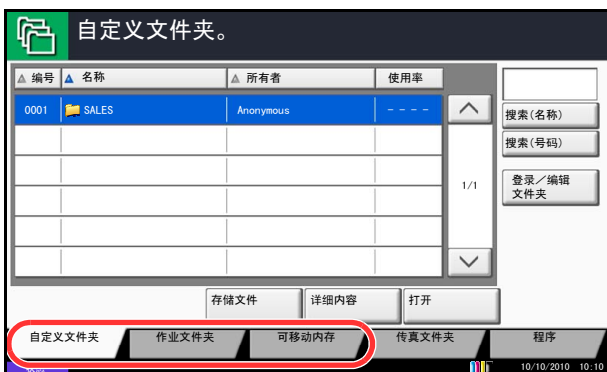 自定义文件夹。
编号 名称 所有者 使用率
0001 SALES Anonymous - - - -
搜索(名称)
搜索(号码)
1/1
登录／编辑
文件夹
存储文件 详细内容 打开
自定义文件夹 作业文件夹 可移动内存 传真文件夹 程序
10/10/2010 10:10